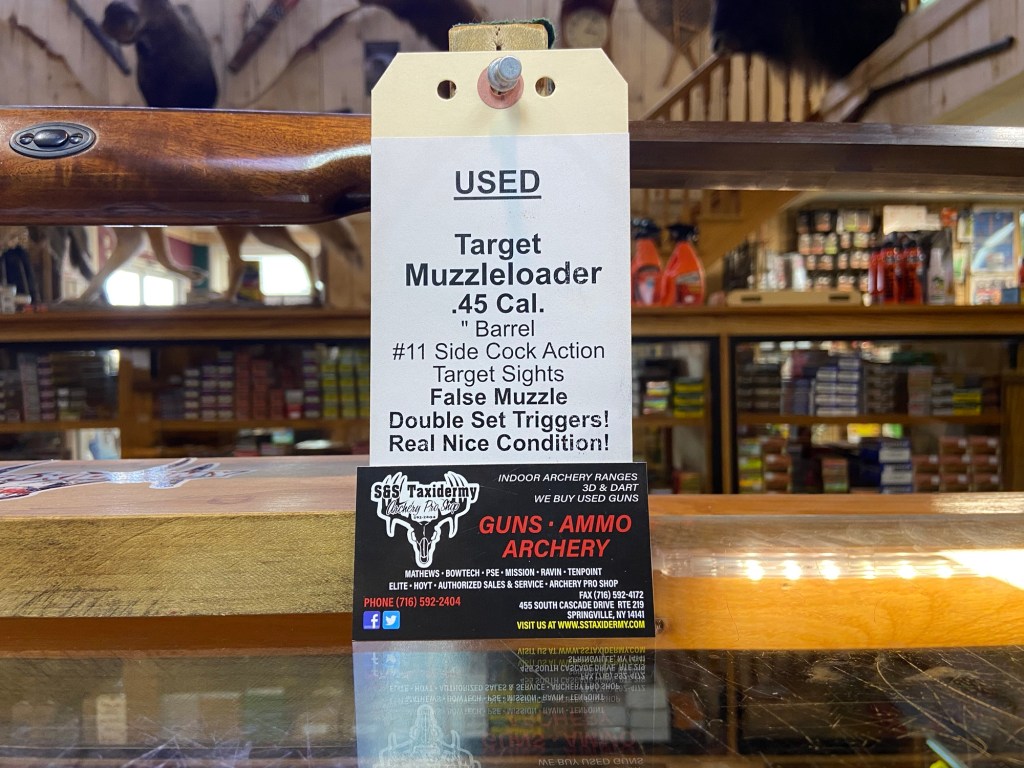 USED
Target
Muzzleloader
.45 Cal.
" Barrel
#11 Side Cock Action
Target Sights
False Muzzle
Double Set Triggers!
Real Nice Condition!
S&S Taxidermy
Archery Pro Shop
INDOOR ARCHERY RANGES
3D & DART
WE BUY USED GUNS
GUNS · AMMO
ARCHERY
MATHEWS • BOWTECH • PSE • MISSION • RAVIN • TENPOINT
ELITE • HOYT • AUTHORIZED SALES & SERVICE • ARCHERY PRO SHOP
FAX (716) 592-4172
PHONE (716) 592-2404
455 SOUTH CASCADE DRIVE RTE 219
SPRINGVILLE, NY 14141
VISIT US AT WWW.SSTAXIDERMY.COM